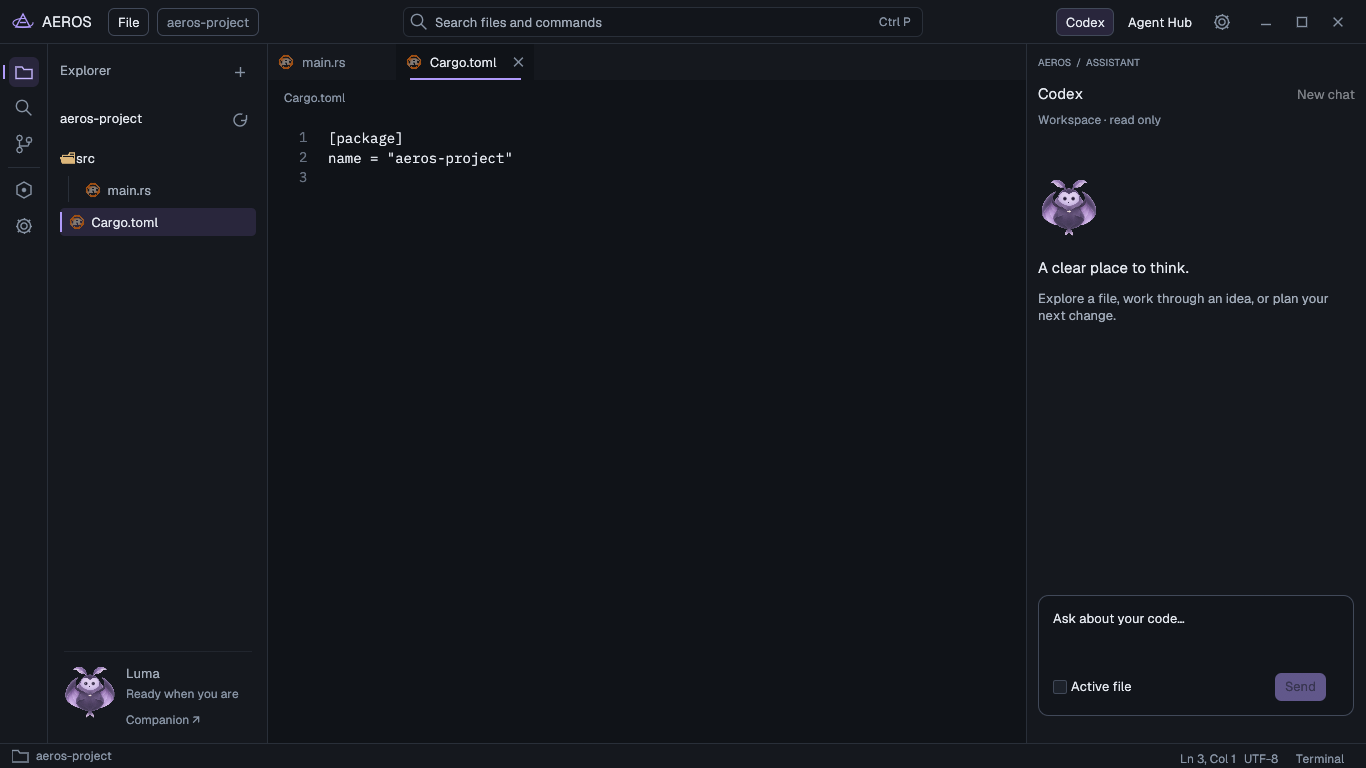 AEROS
File
aeros-project
Search files and commands
Ctrl P
Codex
Agent Hub
Explorer
aeros-project
src
main.rs
Cargo.toml
Luma
Ready when you are
Companion ↗
main.rs
Cargo.toml
Cargo.toml
1 [package]
2 name = "aeros-project"
3
AEROS / ASSISTANT
Codex
New chat
Workspace · read only
A clear place to think.
Explore a file, work through an idea, or plan your
next change.
Ask about your code…
Active file
Send
aeros-project
Ln 3, Col 1
UTF-8
Terminal